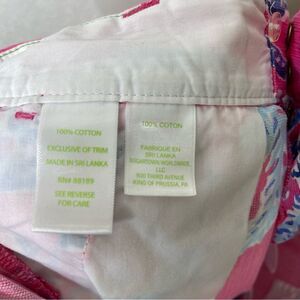 100% COTTON
EXCLUSIVE OF TRIM
MADE IN SRI LANKA
RN# 88189
SEE REVERSE
FOR CARE
100% COTON
FABRIQUE EN
SRI LANKA
SUGARTOWN WORLDWIDE,
LLC
800 THIRD AVENUE
KING OF PRUSSIA, PA